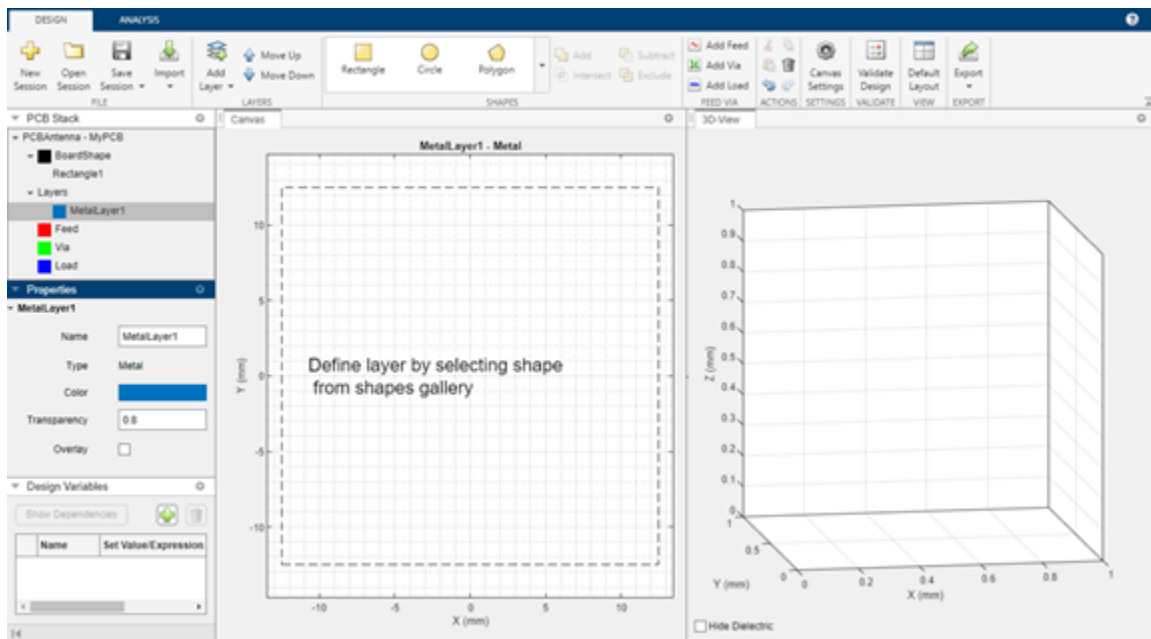 DESIGN ANALYSIS
New Session
Open Session
Save Session
Import
FILE
Add Layer
Move Up
Move Down
LAYERS
Rectangle
Circle
Polygon
SHAPES
Add
Subtract
Intersect
Exclude
Add Feed
Add Via
Add Load
FEED VIA
ACTIONS
Canvas Settings
SETTINGS
Validate Design
VALIDATE
Default Layout
VIEW
Export
EXPORT
PCB Stack
PCBAntenna - MyPCB
BoardShape
Rectangle1
Layers
MetalLayer1
Feed
Via
Load
Properties
MetalLayer1
Name MetalLayer1
Type Metal
Color
Transparency 0.8
Overlay
Design Variables
Show Dependencies
Name Set Value/Expression
Canvas
MetalLayer1 - Metal
10
5
0
-5
-10
Y (mm)
Define layer by selecting shape
from shapes gallery
-10 -5 0 5 10
X (mm)
3D-View
1
0.9
0.8
0.7
0.6
0.5
0.4
0.3
0.2
0.1
0
Z (mm)
1
0.5
0
Y (mm)
0 0.2 0.4 0.6 0.8 1
X (mm)
Hide Dielectric